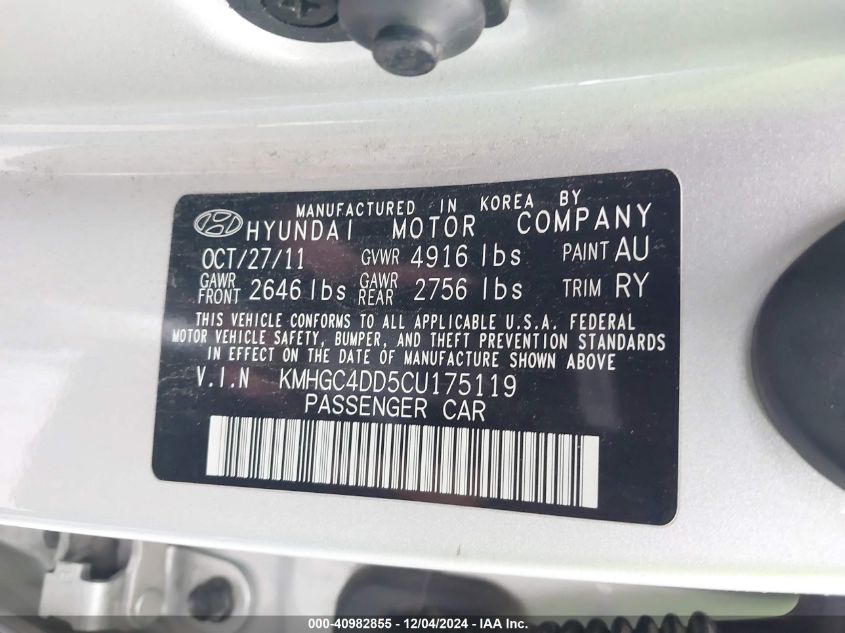 MANUFACTURED IN KOREA BY
HYUNDAI MOTOR COMPANY
OCT/27/11 GVWR 4916 lbs PAINT AU
GAWR FRONT 2646 lbs GAWR REAR 2756 lbs TRIM RY
THIS VEHICLE CONFORMS TO ALL APPLICABLE U.S.A. FEDERAL
MOTOR VEHICLE SAFETY, BUMPER, AND THEFT PREVENTION STANDARDS
IN EFFECT ON THE DATE OF MANUFACTURE SHOWN ABOVE
V.I.N KMHGC4DD5CU175119
PASSENGER CAR
000-40982855 - 12/04/2024 - IAA Inc.